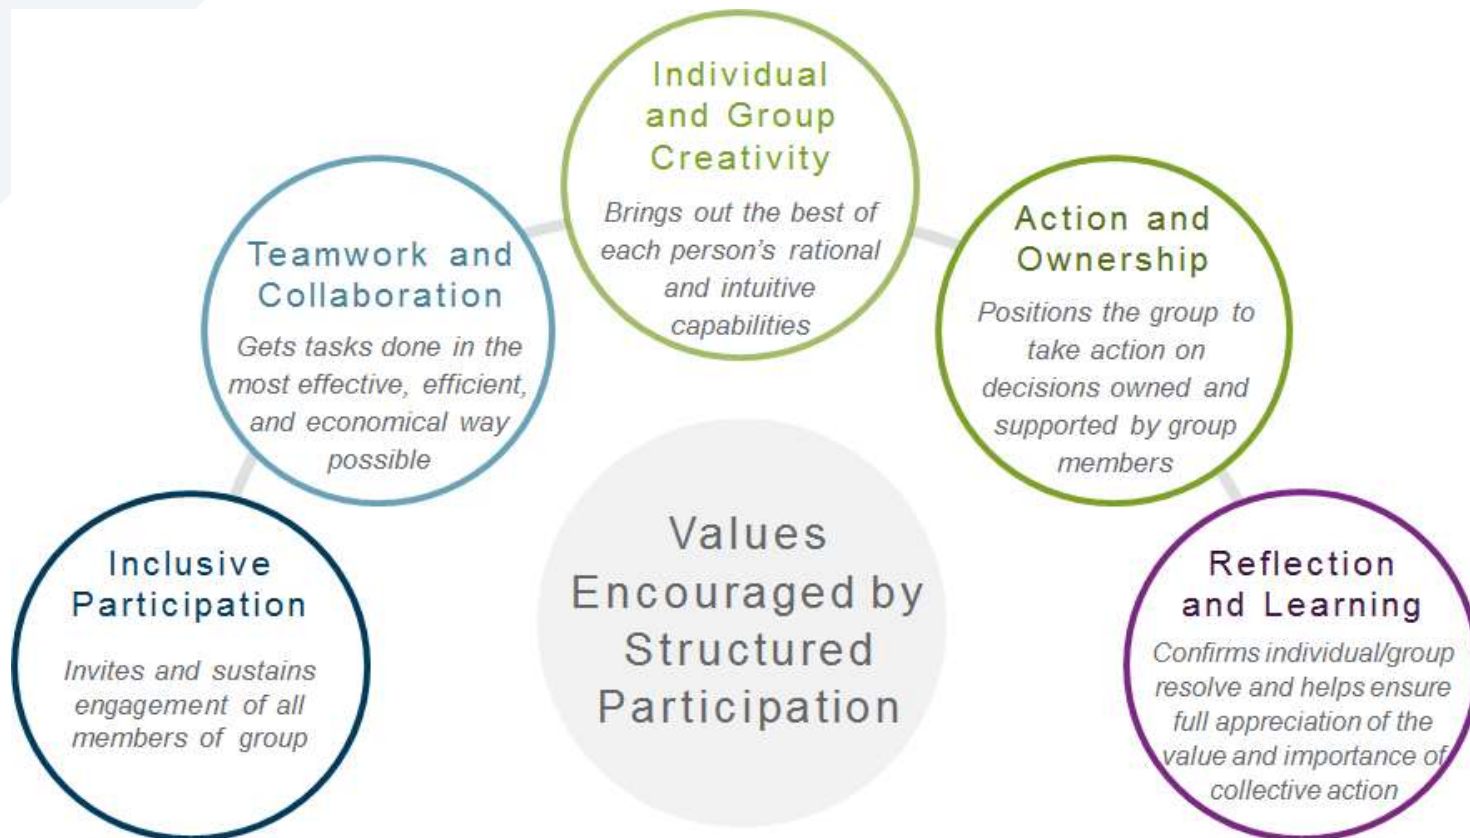 Individual
and Group
Creativity
Brings out the best of
each person's rational
and intuitive
capabilities
Teamwork and
Collaboration
Gets tasks done in the
most effective, efficient,
and economical way
possible
Action and
Ownership
Positions the group to
take action on
decisions owned and
supported by group
members
Inclusive
Participation
Invites and sustains
engagement of all
members of group
Values
Encouraged by
Structured
Participation
Reflection
and Learning
Confirms individual/group
resolve and helps ensure
full appreciation of the
value and importance of
collective action